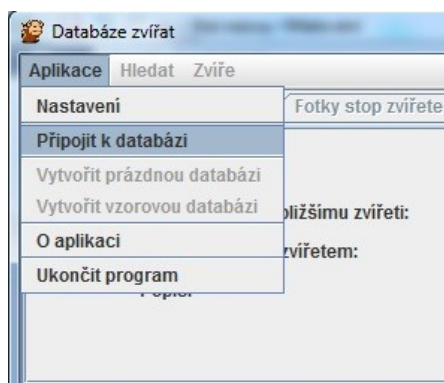 Databáze zvířat
Aplikace Hledat Zvíře
Nastavení
Fotky stop zvířete
Připojit k databázi
Vytvořit prázdnou databázi
Vytvořit vzorovou databázi
bližšímu zvířeti:
O aplikaci
zvířetem:
Ukončit program